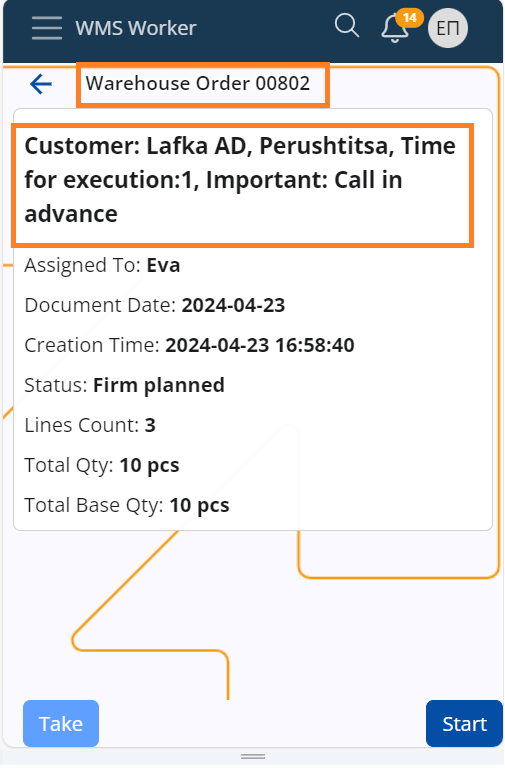 WMS Worker
14
ЕП
Warehouse Order 00802
Customer: Lafka AD, Perushtitsa, Time
for execution:1, Important: Call in
advance
Assigned To: Eva
Document Date: 2024-04-23
Creation Time: 2024-04-23 16:58:40
Status: Firm planned
Lines Count: 3
Total Qty: 10 pcs
Total Base Qty: 10 pcs
Take
Start